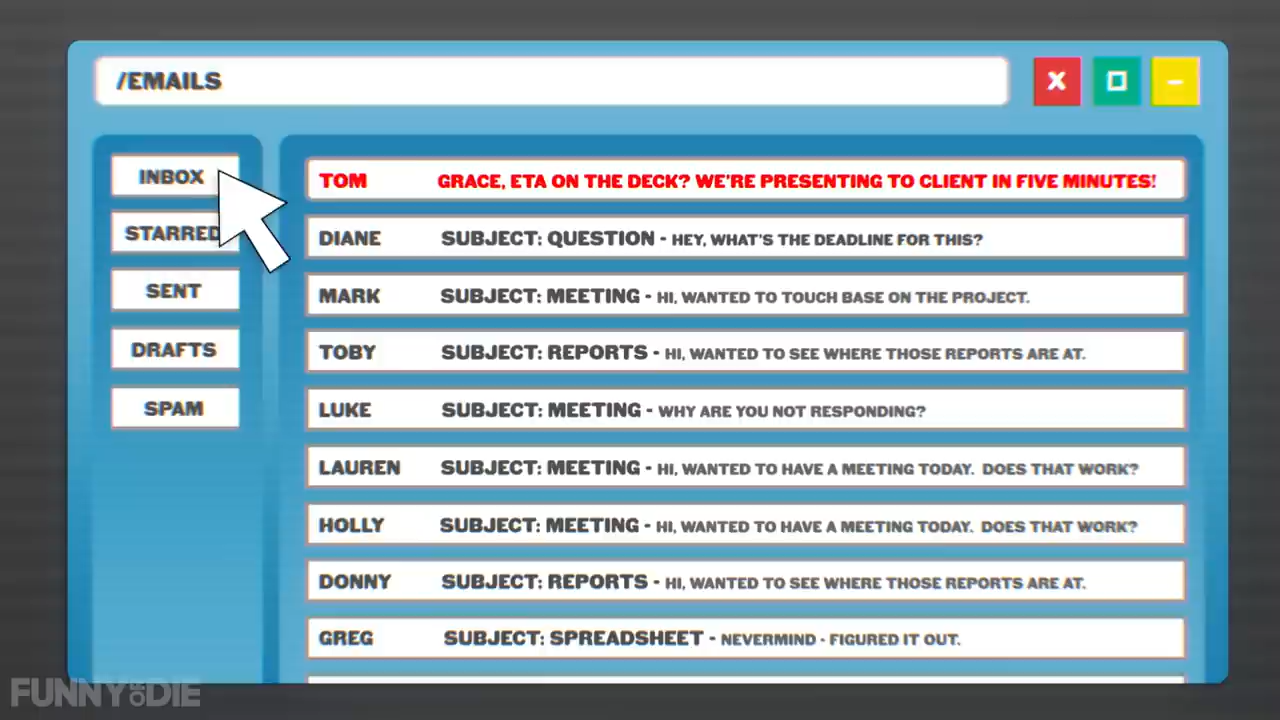 /EMAILS
X
INBOX
STARRED
SENT
DRAFTS
SPAM
TOM GRACE, ETA ON THE DECK? WE'RE PRESENTING TO CLIENT IN FIVE MINUTES!
DIANE SUBJECT: QUESTION - HEY, WHAT'S THE DEADLINE FOR THIS?
MARK SUBJECT: MEETING - HI, WANTED TO TOUCH BASE ON THE PROJECT.
TOBY SUBJECT: REPORTS - HI, WANTED TO SEE WHERE THOSE REPORTS ARE AT.
LUKE SUBJECT: MEETING - WHY ARE YOU NOT RESPONDING?
LAUREN SUBJECT: MEETING - HI, WANTED TO HAVE A MEETING TODAY. DOES THAT WORK?
HOLLY SUBJECT: MEETING - HI, WANTED TO HAVE A MEETING TODAY. DOES THAT WORK?
DONNY SUBJECT: REPORTS - HI, WANTED TO SEE WHERE THOSE REPORTS ARE AT.
GREG SUBJECT: SPREADSHEET - NEVERMIND - FIGURED IT OUT.
FUNNY OR DIE